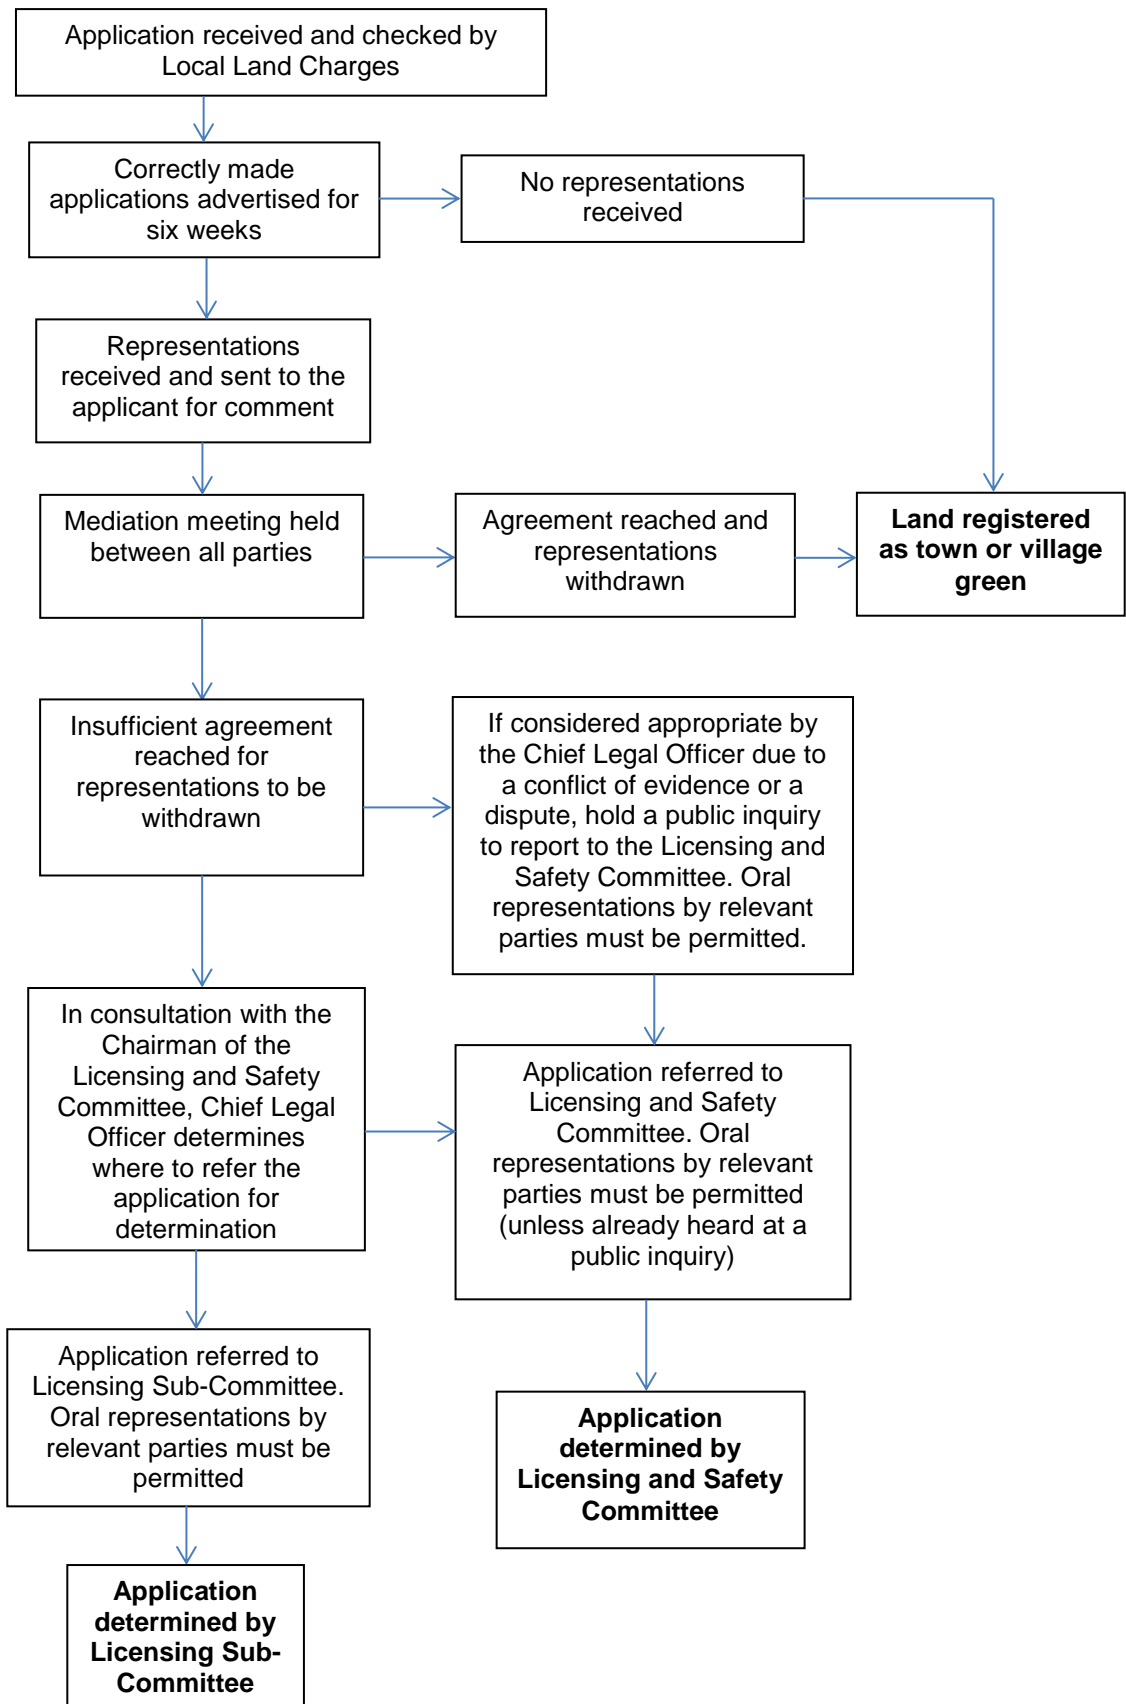 Application received and checked by
Local Land Charges
Correctly made
applications advertised for
six weeks
No representations
received
Representations
received and sent to the
applicant for comment
Mediation meeting held
between all parties
Agreement reached and
representations
withdrawn
Land registered
as town or village
green
Insufficient agreement
reached for
representations to be
withdrawn
If considered appropriate by
the Chief Legal Officer due to
a conflict of evidence or a
dispute, hold a public inquiry
to report to the Licensing and
Safety Committee. Oral
representations by relevant
parties must be permitted.
In consultation with the
Chairman of the
Licensing and Safety
Committee, Chief Legal
Officer determines
where to refer the
application for
determination
Application referred to
Licensing and Safety
Committee. Oral
representations by relevant
parties must be permitted
(unless already heard at a
public inquiry)
Application referred to
Licensing Sub-Committee.
Oral representations by
relevant parties must be
permitted
Application
determined by
Licensing and Safety
Committee
Application
determined by
Licensing Sub-
Committee